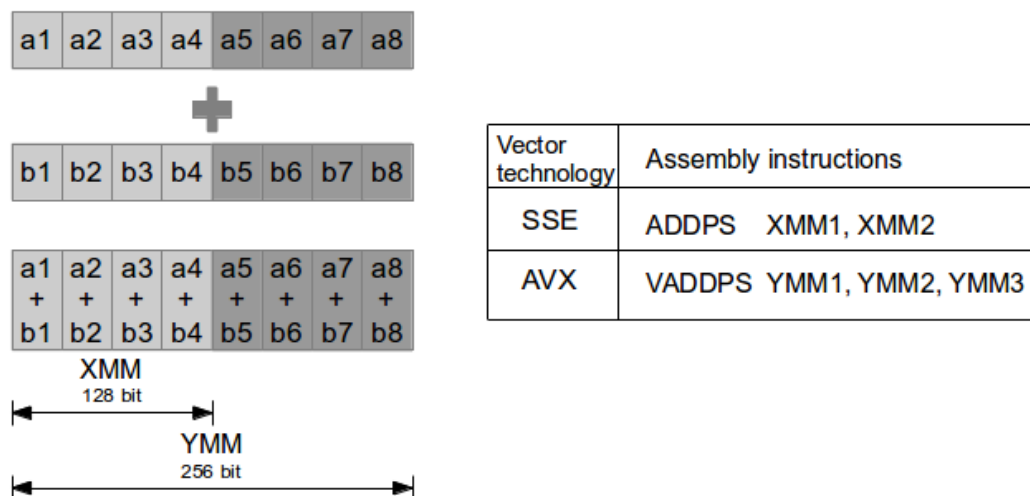 a1 a2 a3 a4 a5 a6 a7 a8
b1 b2 b3 b4 b5 b6 b7 b8
a1 a2 a3 a4 a5 a6 a7 a8
+ + + + + + + +
b1 b2 b3 b4 b5 b6 b7 b8
XMM
128 bit
YMM
256 bit
Vector
technology
Assembly instructions
SSE
ADDPS XMM1, XMM2
AVX
VADDPS YMM1, YMM2, YMM3